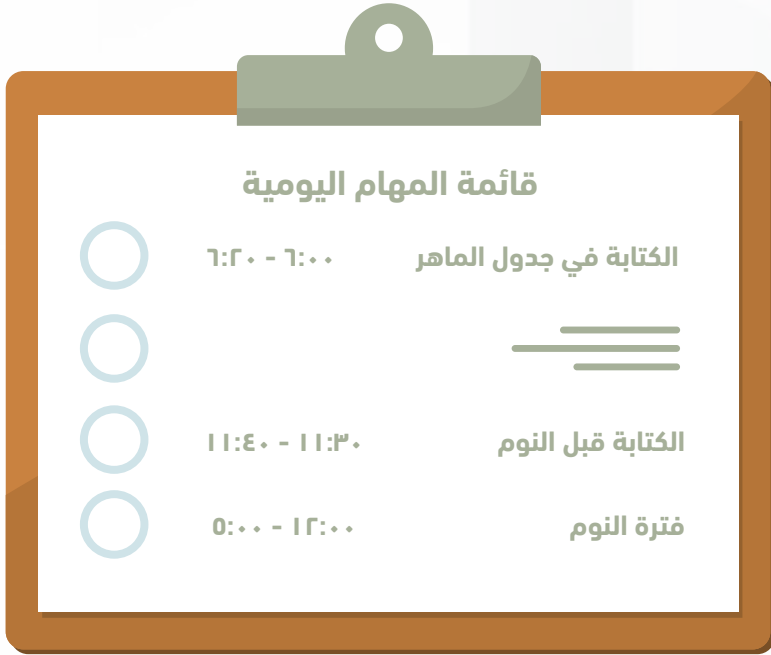 قائمة المهام اليومية
الكتابة في جدول الماهر ٦:٠٠ - ٦:٢٠
الكتابة قبل النوم ١١:٣٠ - ١١:٤٠
فترة النوم ١٢:٠٠ - ٥:٠٠